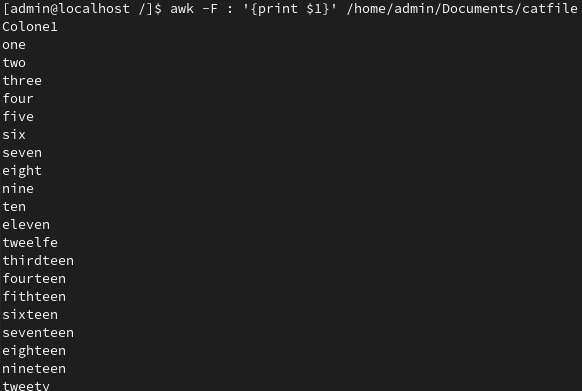 [admin@localhost /]$ awk -F : '{print $1}' /home/admin/Documents/catfile
Colone1
one
two
three
four
five
six
seven
eight
nine
ten
eleven
tweelfe
thirdteen
fourteen
fithteen
sixteen
seventeen
eighteen
nineteen
tweety